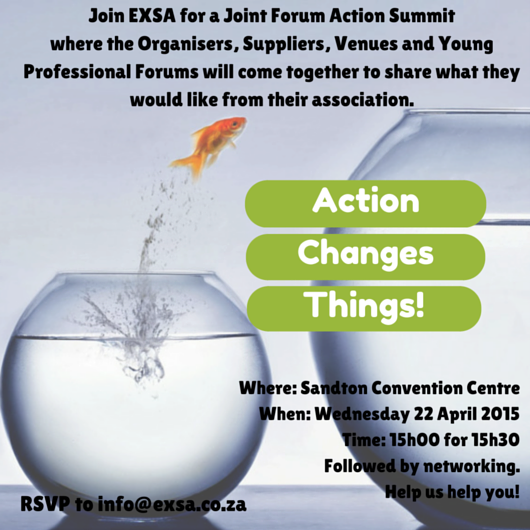 Join EXSA for a Joint Forum Action Summit
where the Organisers, Suppliers, Venues and Young
Professional Forums will come together to share what they
would like from their association.
Action
Changes
Things!
Where: Sandton Convention Centre
When: Wednesday 22 April 2015
Time: 15h00 for 15h30
Followed by networking.
Help us help you!
RSVP to info@exsa.co.za